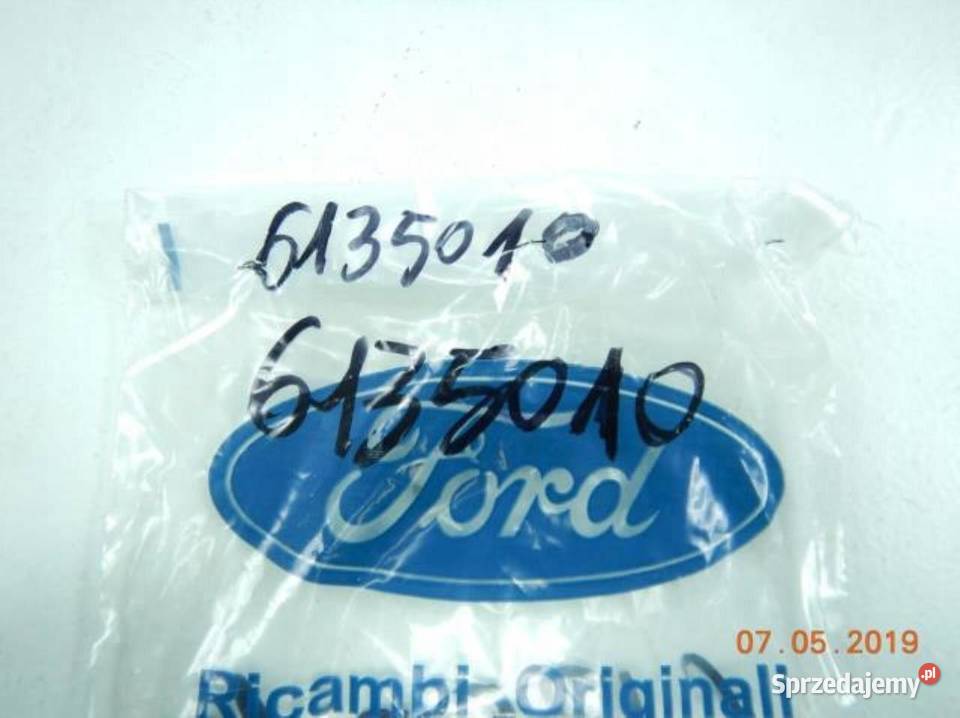 6135010
6135010
Ford
07.05.2019
Ricambi Originali
Sprzedajemy.pl